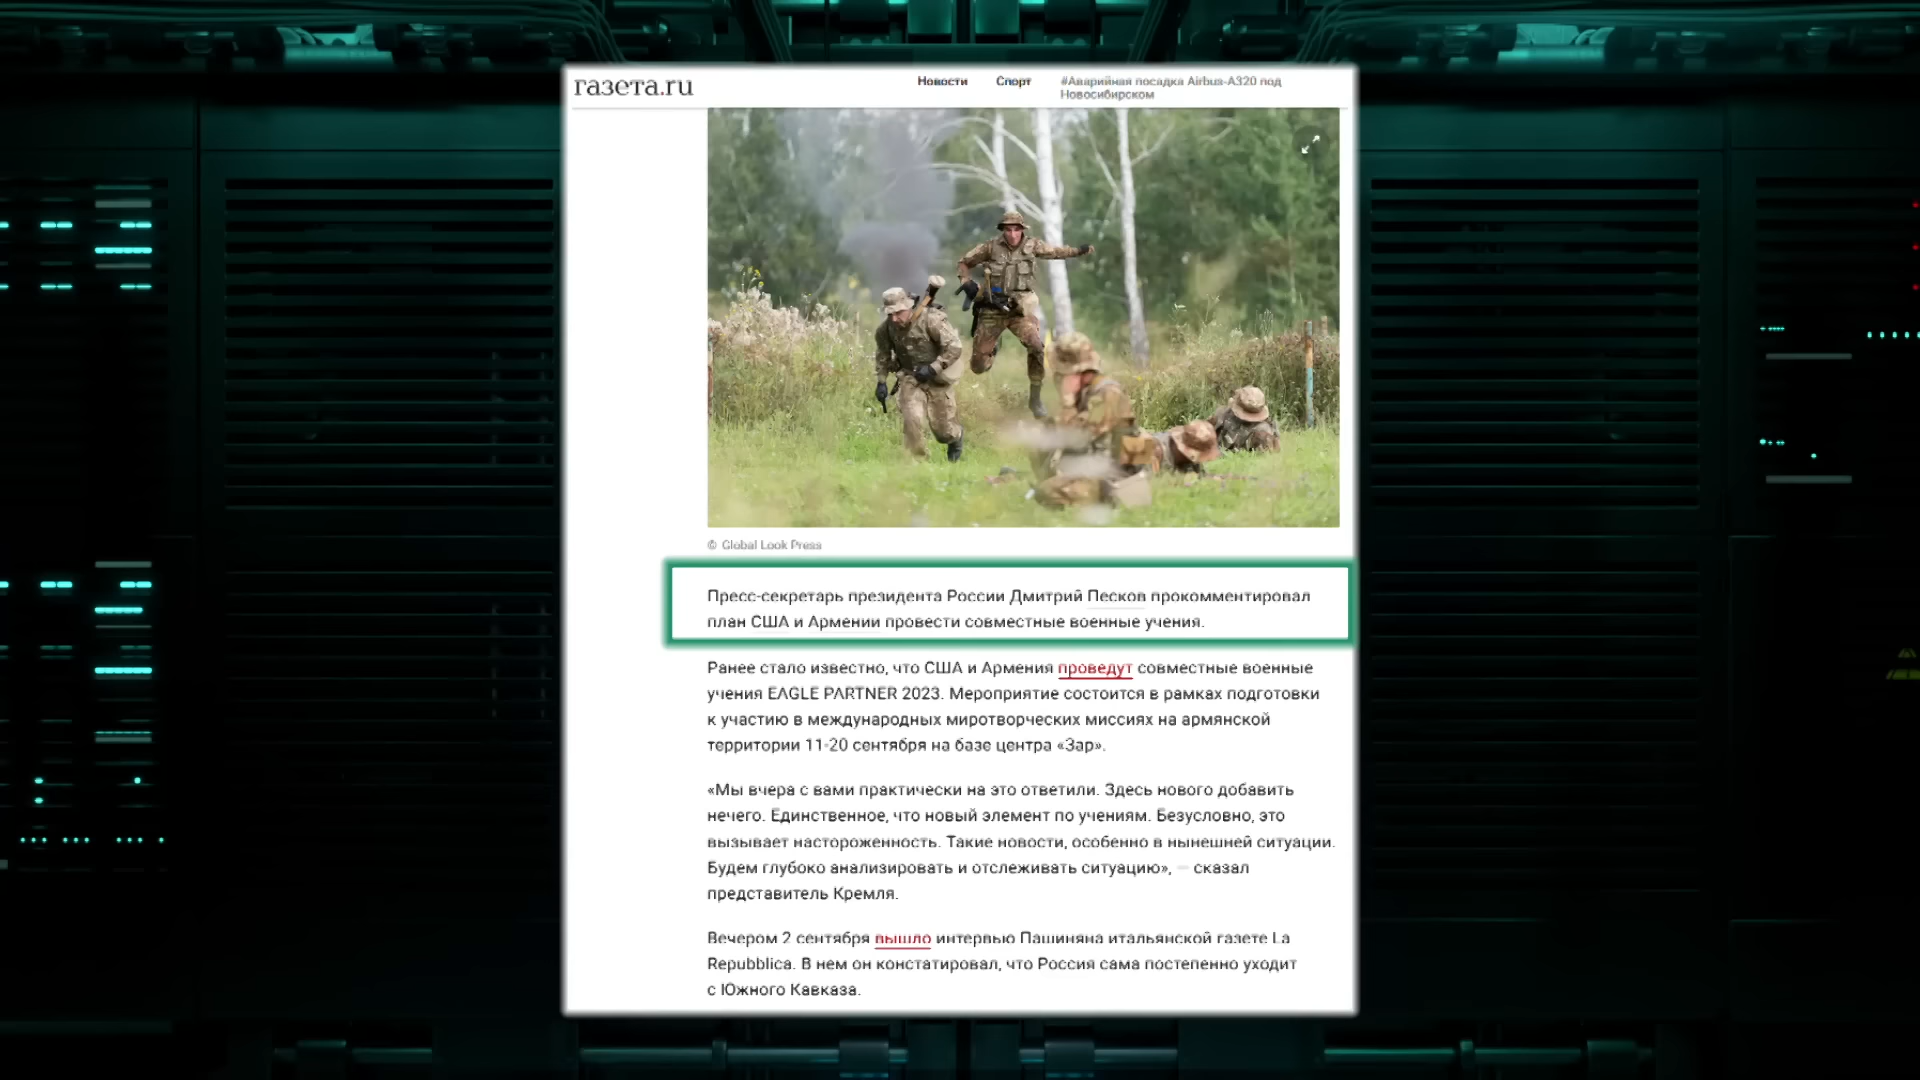 газета.ru
Новости
Спорт
#Аварийная посадка Airbus-A320 под
Новосибирском
© Global Look Press
Пресс-секретарь президента России Дмитрий Песков прокомментировал
план США и Армении провести совместные военные учения.
Ранее стало известно, что США и Армения проведут совместные военные
учения EAGLE PARTNER 2023. Мероприятие состоится в рамках подготовки
к участию в международных миротворческих миссиях на армянской
территории 11-20 сентября на базе центра «Зар».
«Мы вчера с вами практически на это ответили. Здесь нового добавить
нечего. Единственное, что новый элемент по учениям. Безусловно, это
вызывает настороженность. Такие новости, особенно в нынешней ситуации.
Будем глубоко анализировать и отслеживать ситуацию», — сказал
представитель Кремля.
Вечером 2 сентября вышло интервью Пашиняна итальянской газете La
Repubblica. В нем он констатировал, что Россия сама постепенно уходит
с Южного Кавказа.